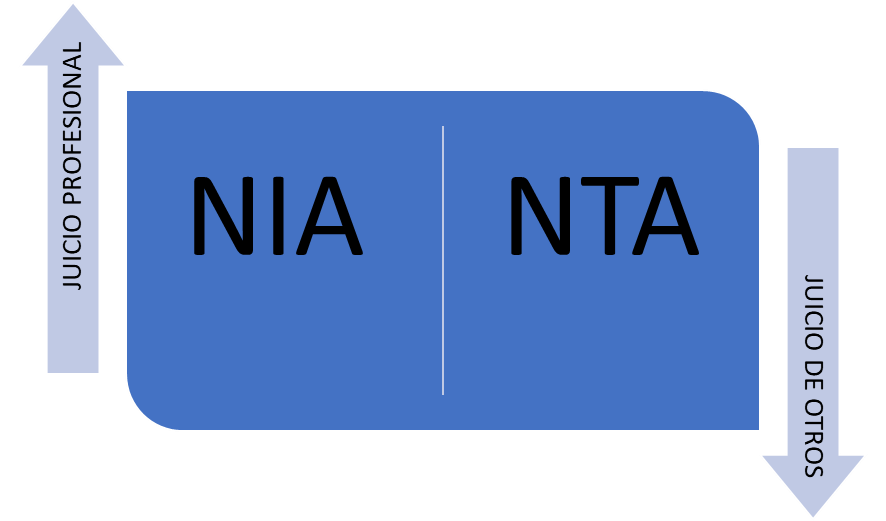 JUICIO PROFESIONAL
NIA
NTA
JUICIO DE OTROS